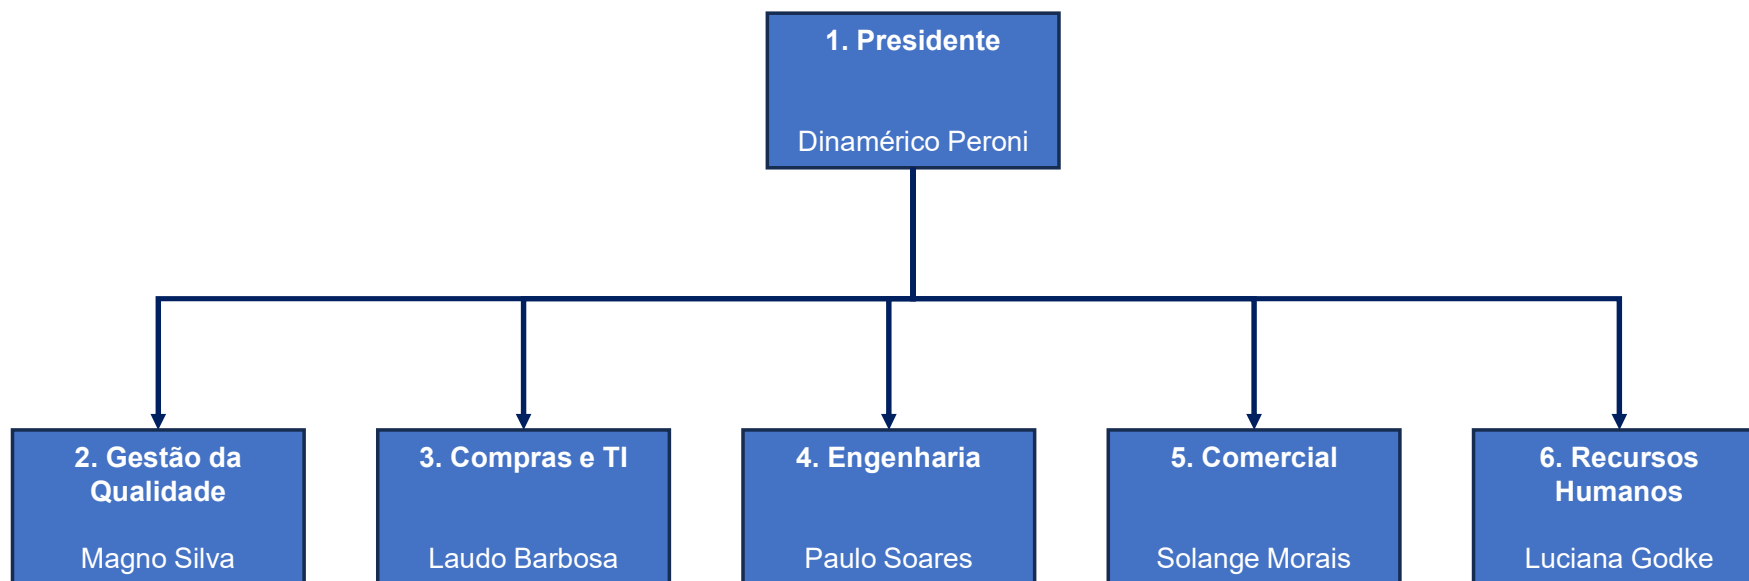 1. Presidente
Dinamérico Peroni
2. Gestão da
Qualidade
Magno Silva
3. Compras e TI
Laudo Barbosa
4. Engenharia
Paulo Soares
5. Comercial
Solange Morais
6. Recursos
Humanos
Luciana Godke